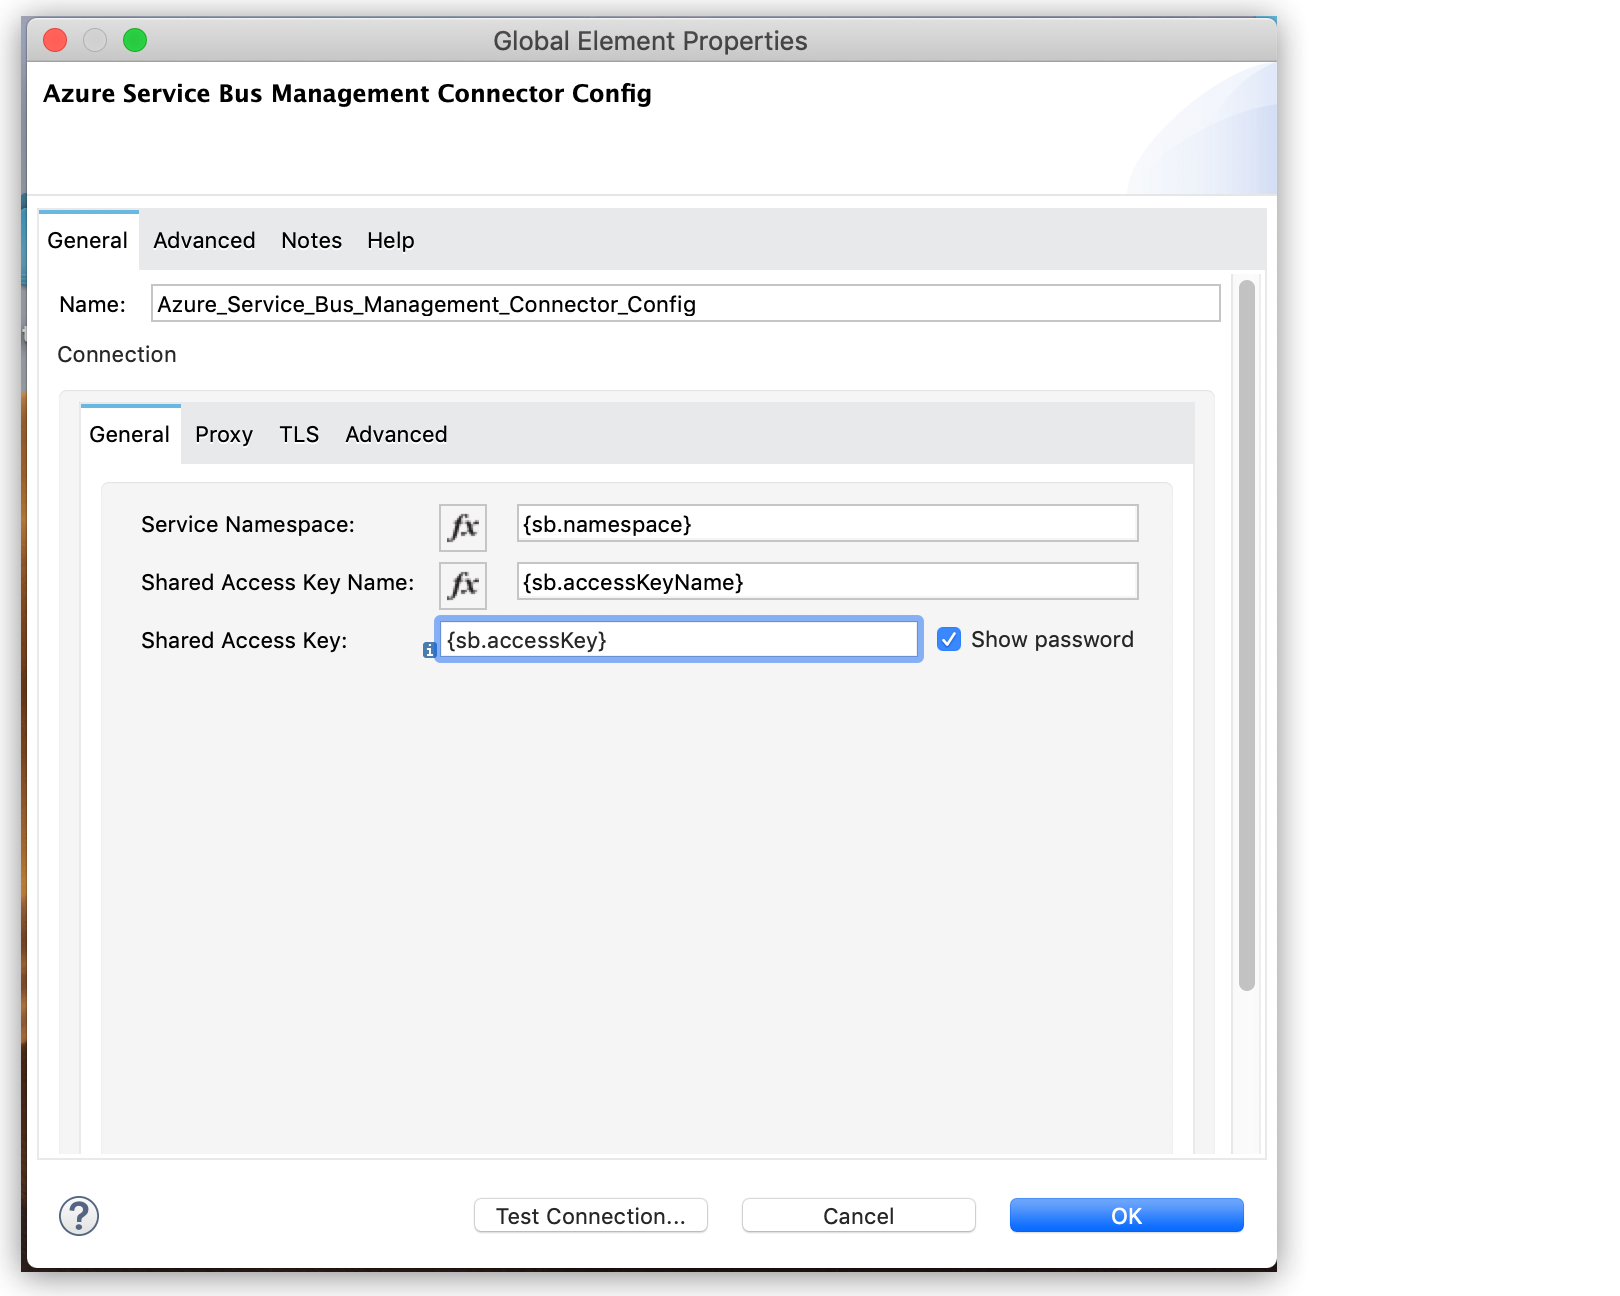 Global Element Properties
Azure Service Bus Management Connector Config
General Advanced Notes Help
Name: Azure_Service_Bus_Management_Connector_Config
Connection
General Proxy TLS Advanced
Service Namespace: fx {sb.namespace}
Shared Access Key Name: fx {sb.accessKeyName}
Shared Access Key: {sb.accessKey} Show password
? Test Connection... Cancel OK